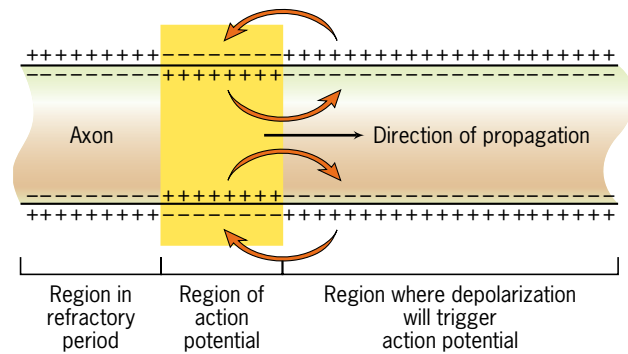 +++++++++ –––––––– ++++++++++++++++++++++
––––––––– ++++++++ ––––––––––––––––––––––
Axon
Direction of propagation
––––––––– ++++++++ ––––––––––––––––––––––
+++++++++ –––––––– ++++++++++++++++++++++
Region in
refractory
period
Region of
action
potential
Region where depolarization
will trigger
action potential